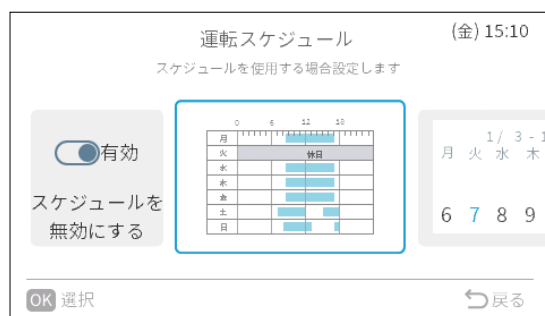 運転スケジュール
(金) 15:10
スケジュールを使用する場合設定します
有効
スケジュールを
無効にする
0 6 12 18
月
火 休日
水
木
金
土
日
1/ 3 - 1
月 火 水 木
6 7 8 9
OK 選択
戻る